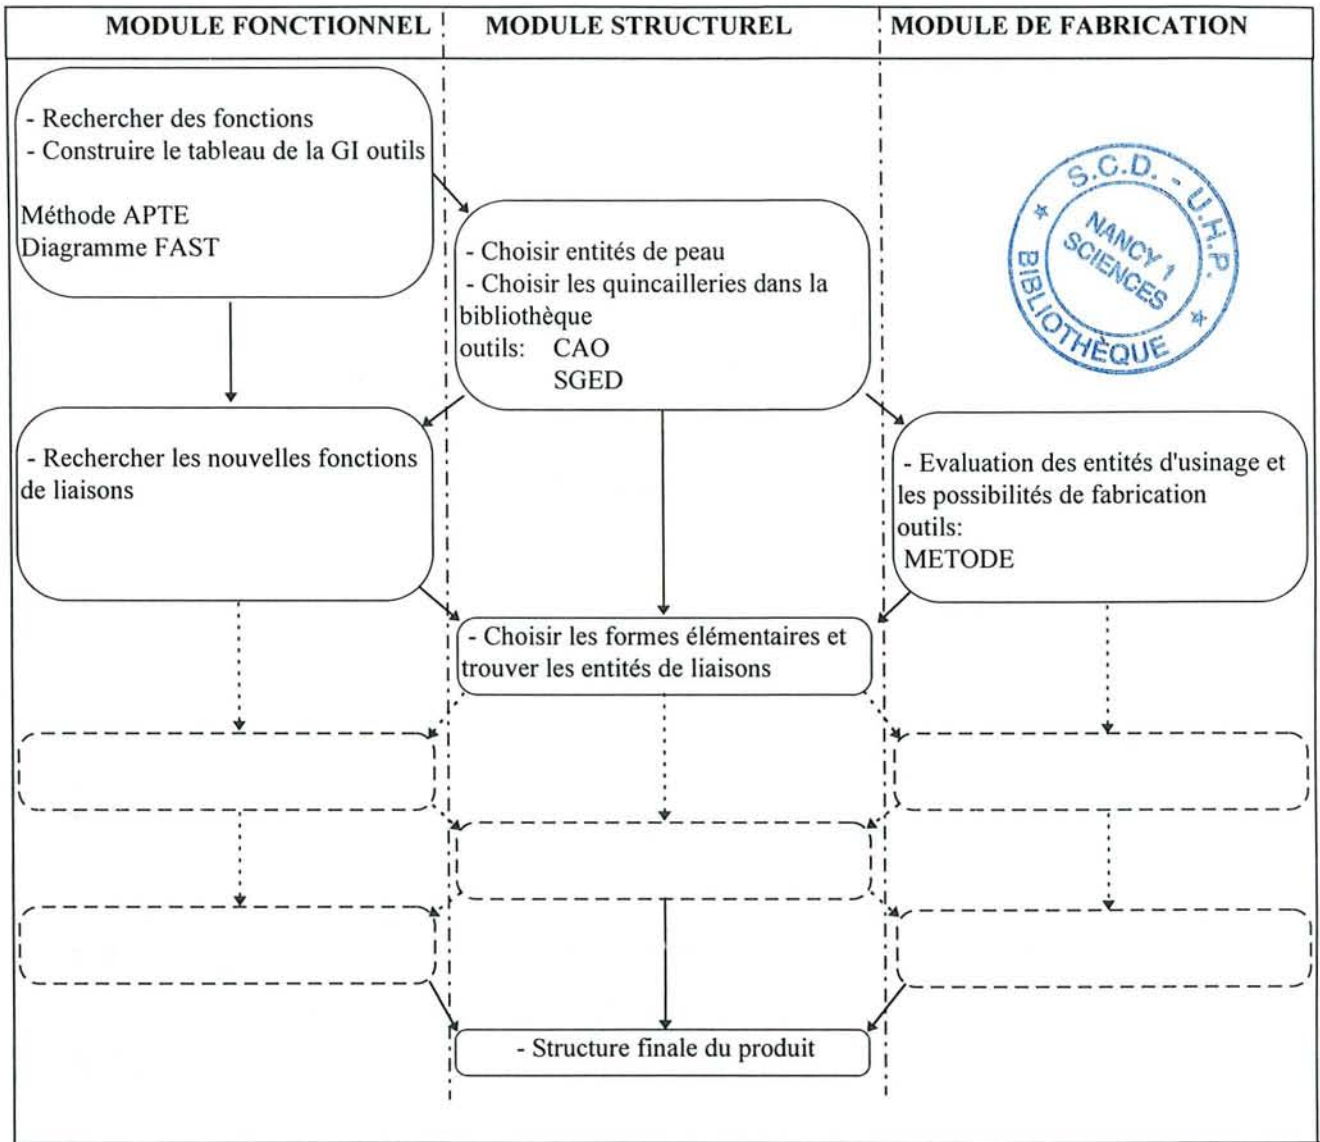 MODULE FONCTIONNEL
MODULE STRUCTUREL
MODULE DE FABRICATION
- Rechercher des fonctions
- Construire le tableau de la GI outils
Méthode APTE
Diagramme FAST
- Choisir entités de peau
- Choisir les quincailleries dans la
bibliothèque
outils: CAO
SGED
S.C.D. - U.H.P.
NANCY 1
SCIENCES
BIBLIOTHÈQUE
- Rechercher les nouvelles fonctions
de liaisons
- Evaluation des entités d'usinage et
les possibilités de fabrication
outils:
METODE
- Choisir les formes élémentaires et
trouver les entités de liaisons
- Structure finale du produit